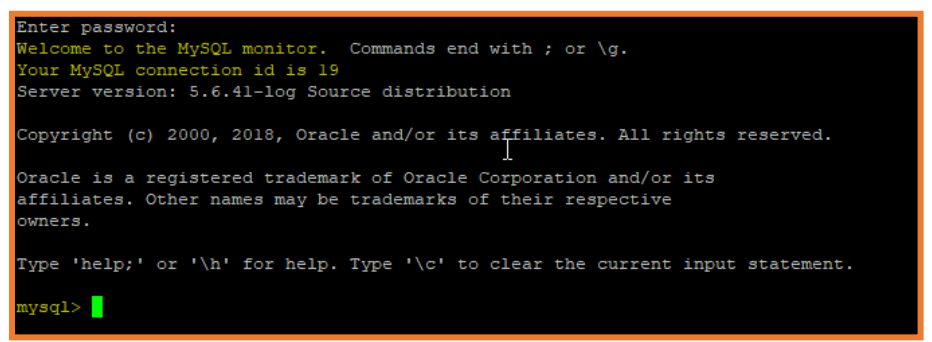 Enter password:
Welcome to the MySQL monitor.  Commands end with ; or \g.
Your MySQL connection id is 19
Server version: 5.6.41-log Source distribution
Copyright (c) 2000, 2018, Oracle and/or its affiliates. All rights reserved.
Oracle is a registered trademark of Oracle Corporation and/or its
affiliates. Other names may be trademarks of their respective
owners.
Type 'help;' or '\h' for help. Type '\c' to clear the current input statement.
mysql>